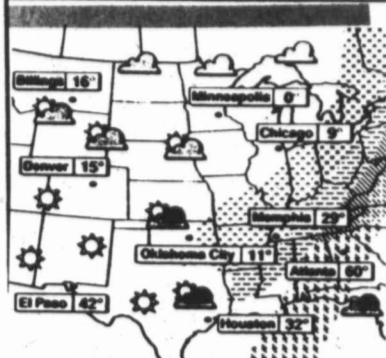 Billings 16°
Minneapolis 0°
Chicago 9°
Denver 15°
Memphis 29°
Oklahoma City 11°
Atlanta 60°
El Paso 42°
Houston 32°